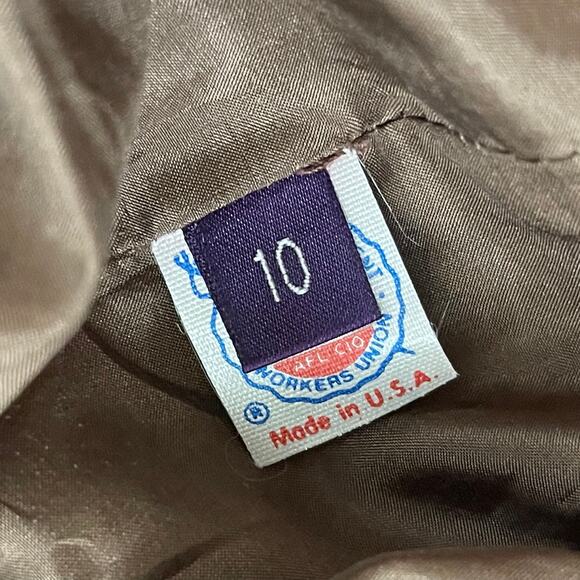 10
AFL CIO
WORKERS UNION
®
Made in U.S.A.